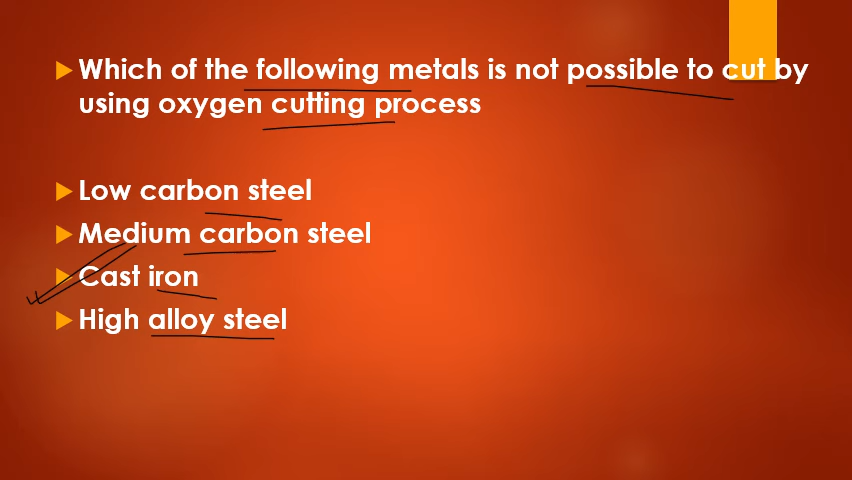 Which of the following metals is not possible to cut by
using oxygen cutting process
Low carbon steel
Medium carbon steel
Cast iron
High alloy steel